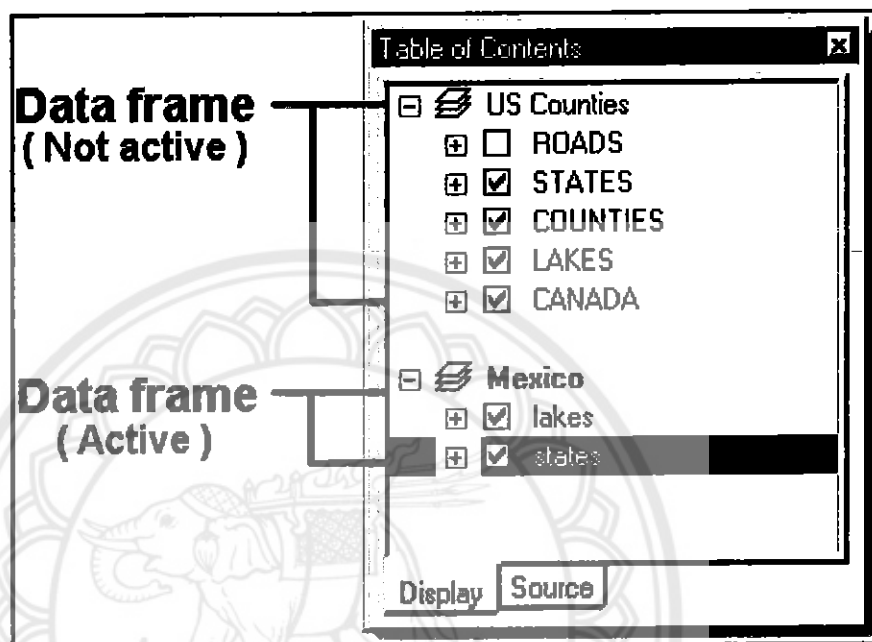 Table of Contents
Data frame
( Not active )
US Counties
ROADS
STATES
COUNTIES
LAKES
CANADA
Data frame
( Active )
Mexico
lakes
states
Display
Source